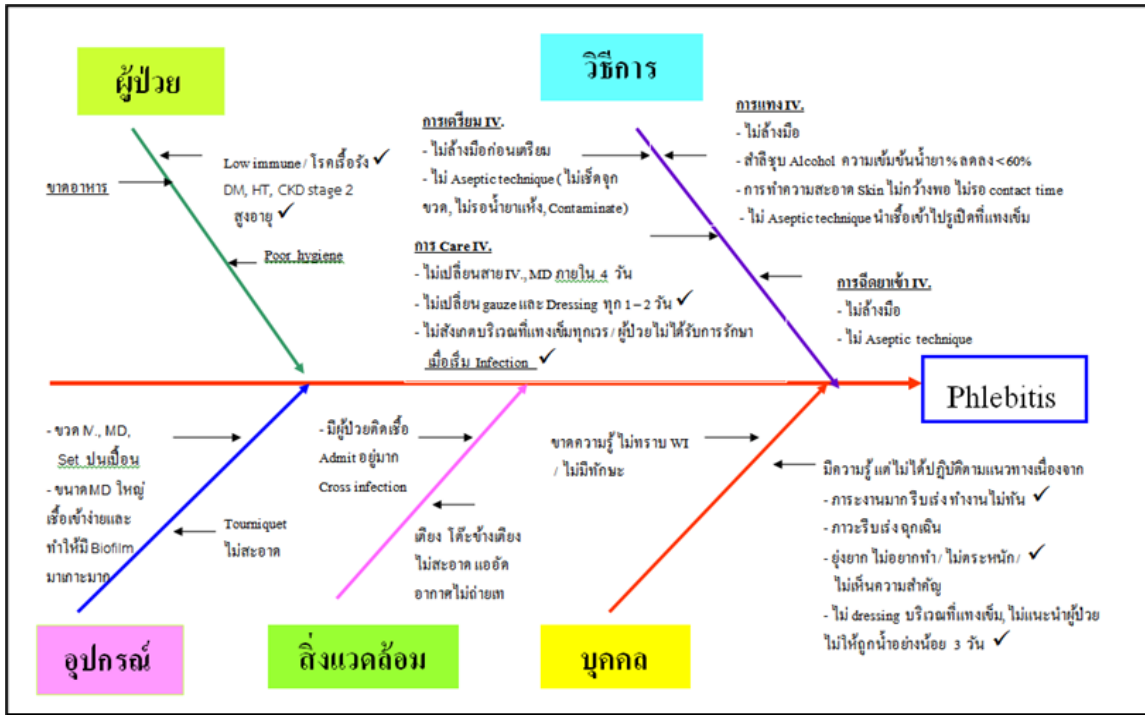 ผู้ป่วย
วิธีการ
Low immune / โรคเรื้อรัง ✓
DM, HT, CKD stage 2
สูงอายุ ✓
ขาดอาหาร
Poor hygiene
การเตรียม IV.
- ไม่ล้างมือก่อนเตรียม
- ไม่ Aseptic technique ( ไม่เช็ดจุก
ขวด, ไม่รอน้ำยาแห้ง, Contaminate)
การ Care IV.
- ไม่เปลี่ยนสาย IV., MD ภายใน 4 วัน
- ไม่เปลี่ยน gauze และ Dressing ทุก 1 – 2 วัน ✓
- ไม่สังเกตบริเวณที่แทงเข็มทุกเวร / ผู้ป่วยไม่ได้รับการรักษา
เมื่อเริ่ม Infection ✓
การแทง IV.
- ไม่ล้างมือ
- สำลีชุบ Alcohol ความเข้มข้นน้ำยา % ลดลง < 60%
- การทำความสะอาด Skin ไม่กว้างพอ ไม่รอ contact time
- ไม่ Aseptic technique นำเชื้อเข้าไปรูเปิดที่แทงเข็ม
การฉีดยาเข้า IV.
- ไม่ล้างมือ
- ไม่ Aseptic technique
Phlebitis
- ขวด IV., MD,
Set ปนเปื้อน
- ขนาด MD ใหญ่
เชื้อเข้าง่ายและ
ทำให้มี Biofilm
มาเกาะมาก
Tourniquet
ไม่สะอาด
- มีผู้ป่วยติดเชื้อ
Admit อยู่มาก
Cross infection
เตียง โต๊ะข้างเตียง
ไม่สะอาด แออัด
อากาศไม่ถ่ายเท
ขาดความรู้ ไม่ทราบ WI
/ ไม่มีทักษะ
มีความรู้ แต่ไม่ได้ปฏิบัติตามแนวทางเนื่องจาก
- ภาระงานมาก รีบเร่ง ทำงานไม่ทัน ✓
- ภาวะรีบเร่ง ฉุกเฉิน
- ยุ่งยาก ไม่อยากทำ / ไม่ตระหนัก / ✓
ไม่เห็นความสำคัญ
- ไม่ dressing บริเวณที่แทงเข็ม, ไม่แนะนำผู้ป่วย
ไม่ให้ถูกน้ำอย่างน้อย 3 วัน ✓
อุปกรณ์
สิ่งแวดล้อม
บุคคล